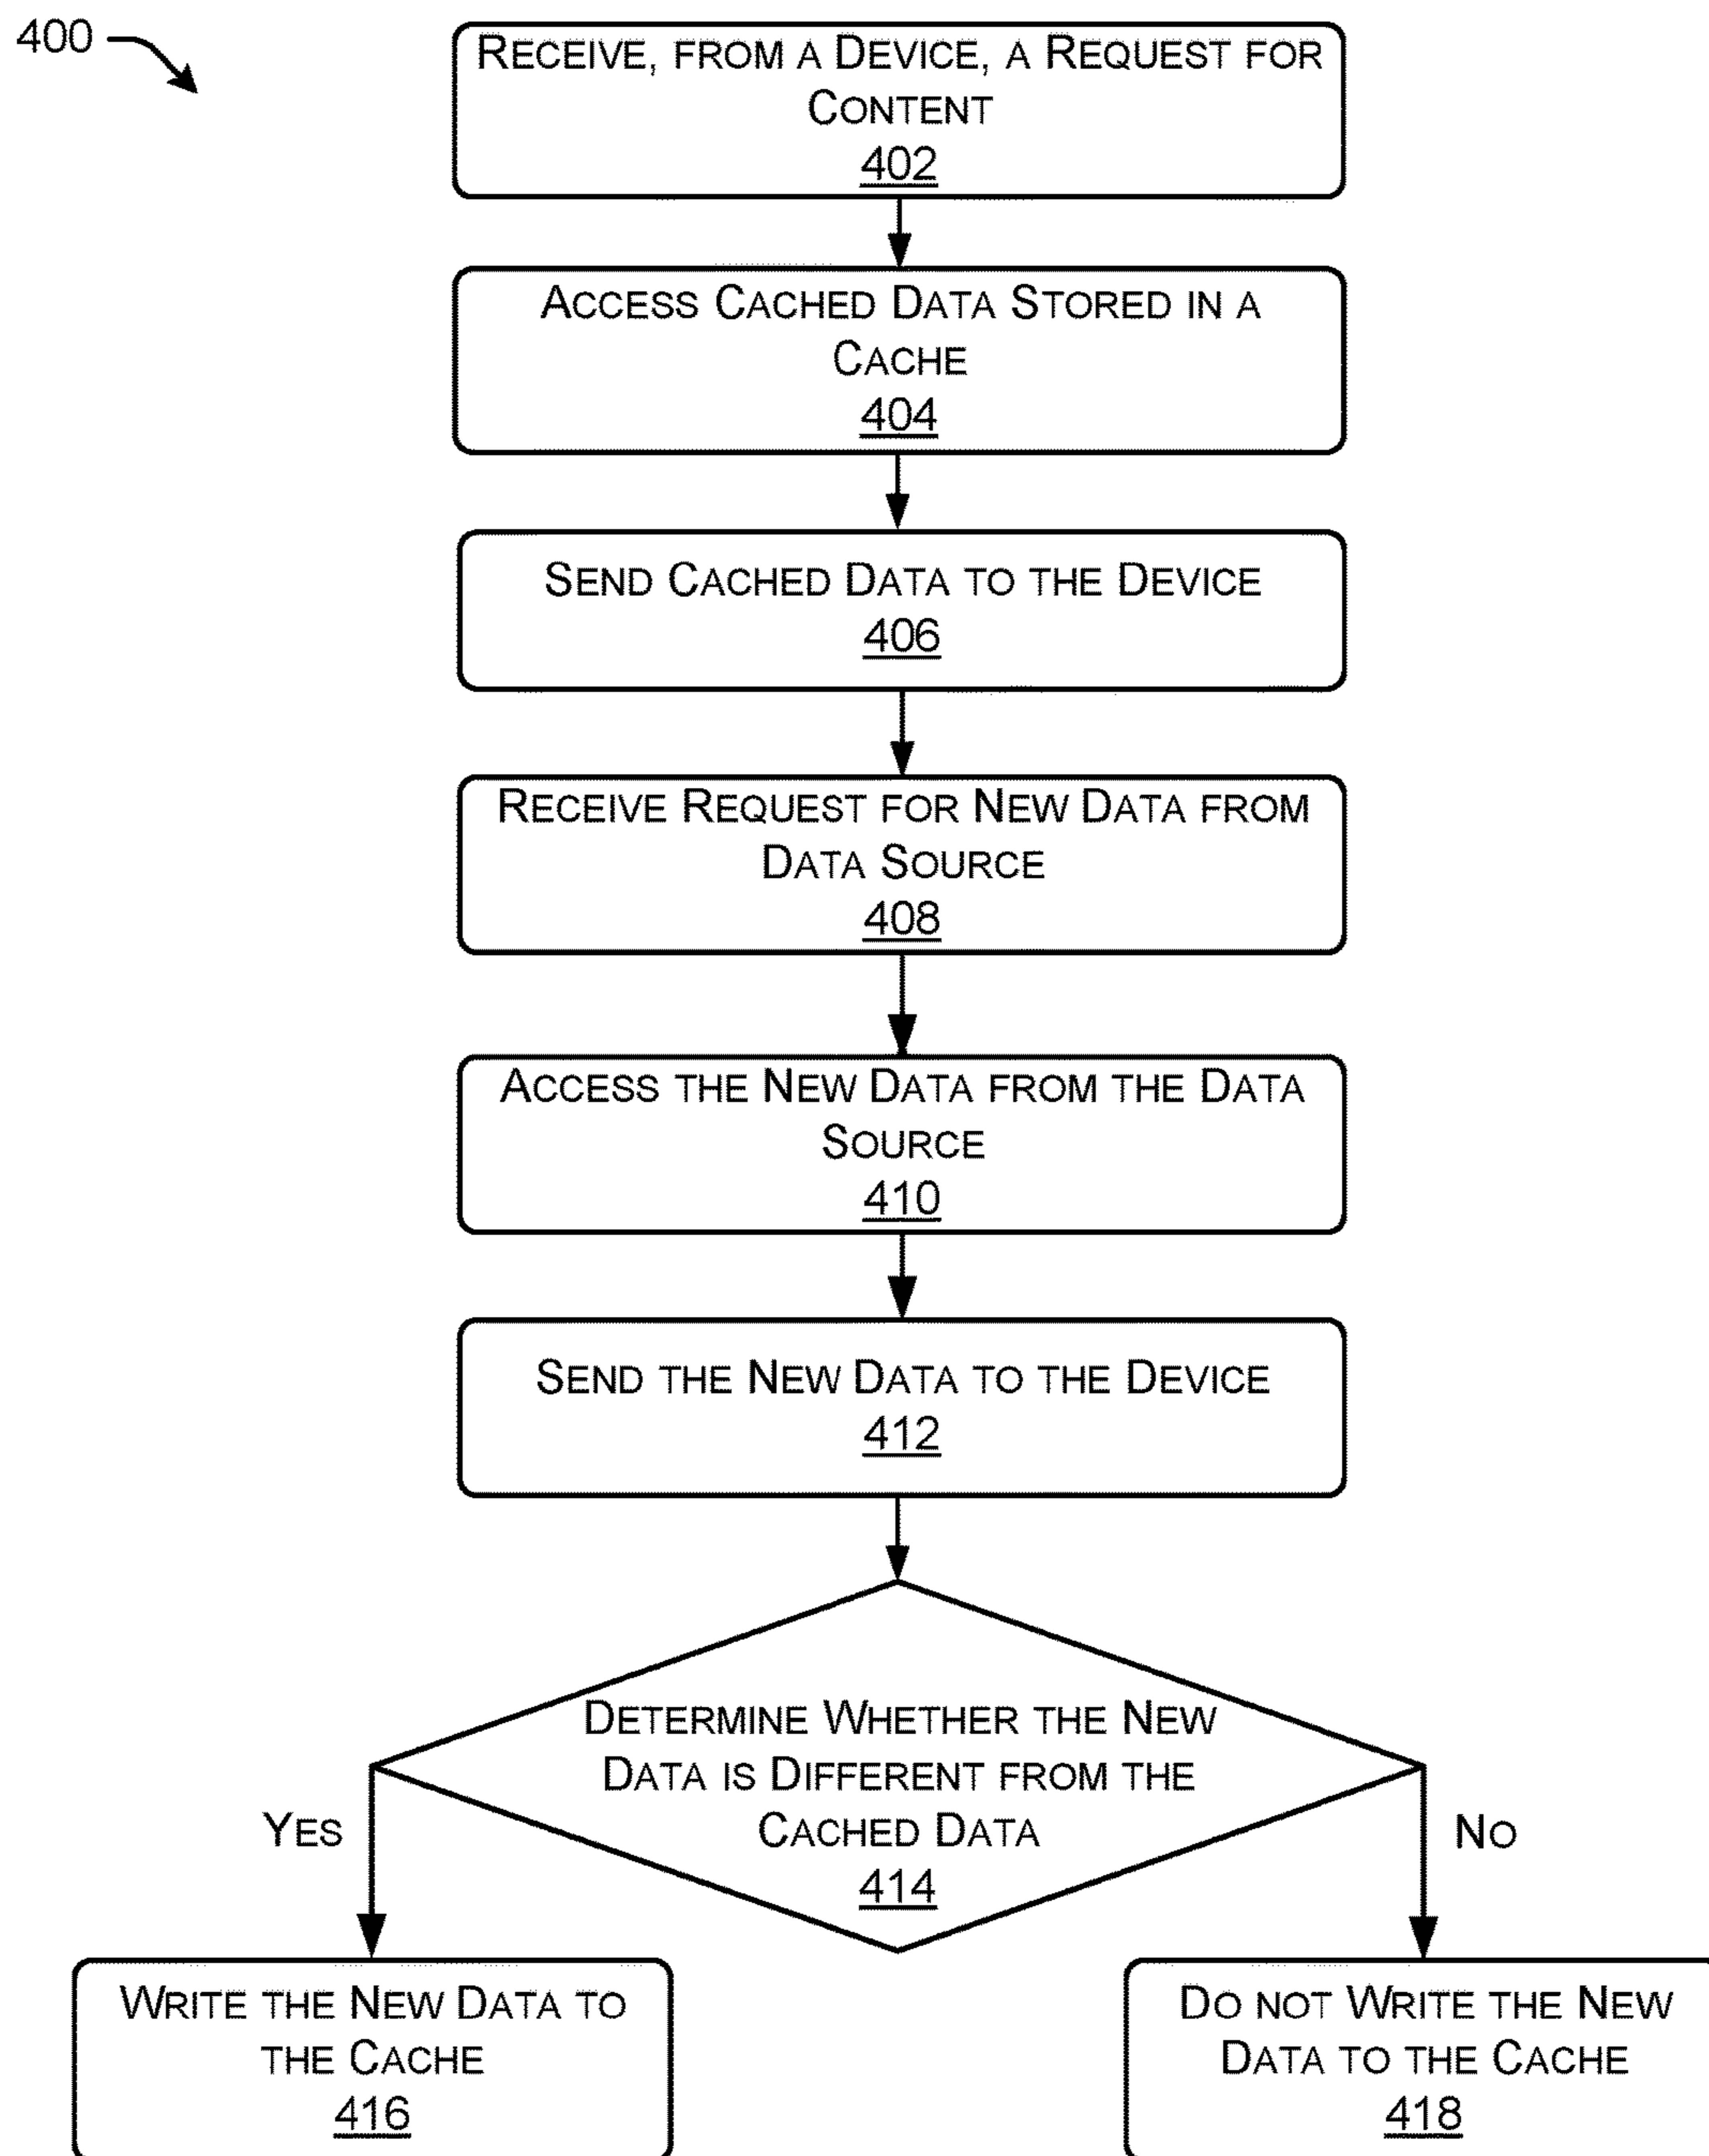 400
RECEIVE, FROM A DEVICE, A REQUEST FOR
CONTENT
402
ACCESS CACHED DATA STORED IN A
CACHE
404
SEND CACHED DATA TO THE DEVICE
406
RECEIVE REQUEST FOR NEW DATA FROM
DATA SOURCE
408
ACCESS THE NEW DATA FROM THE DATA
SOURCE
410
SEND THE NEW DATA TO THE DEVICE
412
DETERMINE WHETHER THE NEW
DATA IS DIFFERENT FROM THE
CACHED DATA
414
YES
NO
WRITE THE NEW DATA TO
THE CACHE
416
DO NOT WRITE THE NEW
DATA TO THE CACHE
418